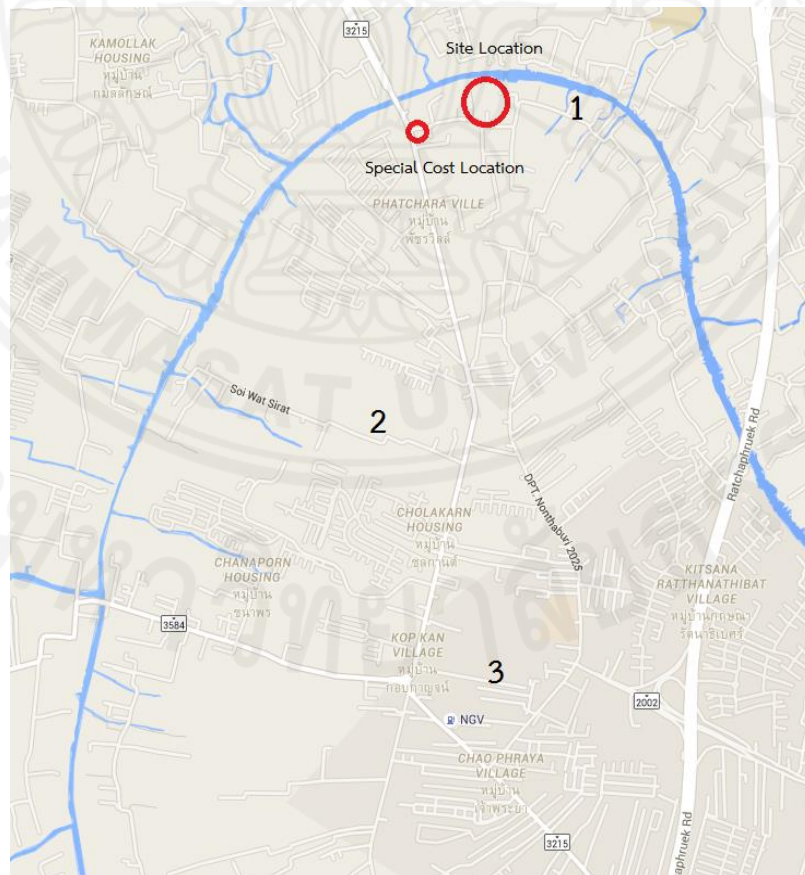 KAMOLLAK
HOUSING
หมู่บ้าน
กมลลักษณ์
3215
Site Location
1
Special Cost Location
PHATCHARA VILLE
หมู่บ้าน
พัชรวิลล์
Soi Wat Sirat
2
Ratchaphruek Rd
DPT. Nonthaburi 2025
CHOLAKARN
HOUSING
หมู่บ้าน
ชลกานต์
CHANAPORN
HOUSING
หมู่บ้าน
ชนาพร
KITSANA
RATTHANATHIBAT
VILLAGE
หมู่บ้านกฤษณา
รัตนาธิเบศร์
3584
KOP KAN
VILLAGE
หมู่บ้าน
กอบกาญจน์
3
2002
NGV
CHAO PHRAYA
VILLAGE
หมู่บ้าน
เจ้าพระยา
3215
aphruek Rd